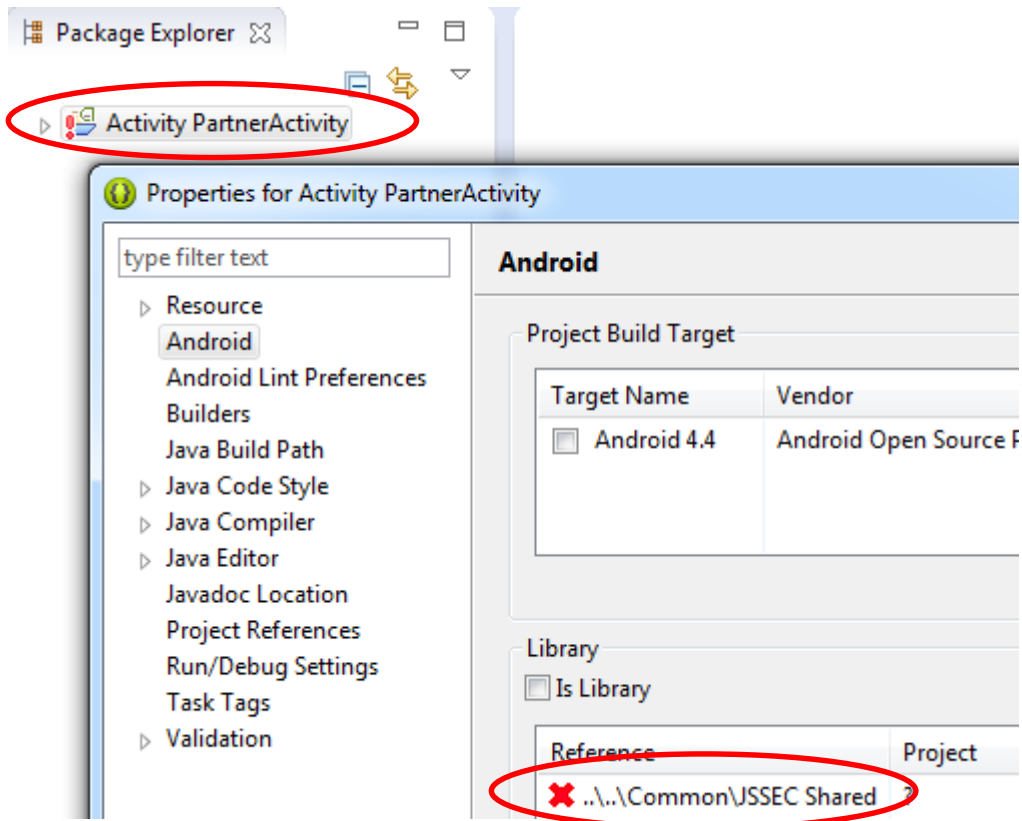 Package Explorer
Activity PartnerActivity
Properties for Activity PartnerActivity
type filter text
Resource
Android
Android Lint Preferences
Builders
Java Build Path
Java Code Style
Java Compiler
Java Editor
Javadoc Location
Project References
Run/Debug Settings
Task Tags
Validation
Android
Project Build Target
Target Name Vendor
Android 4.4 Android Open Source
Library
Is Library
Reference Project
..\..\Common\JSSEC Shared ?